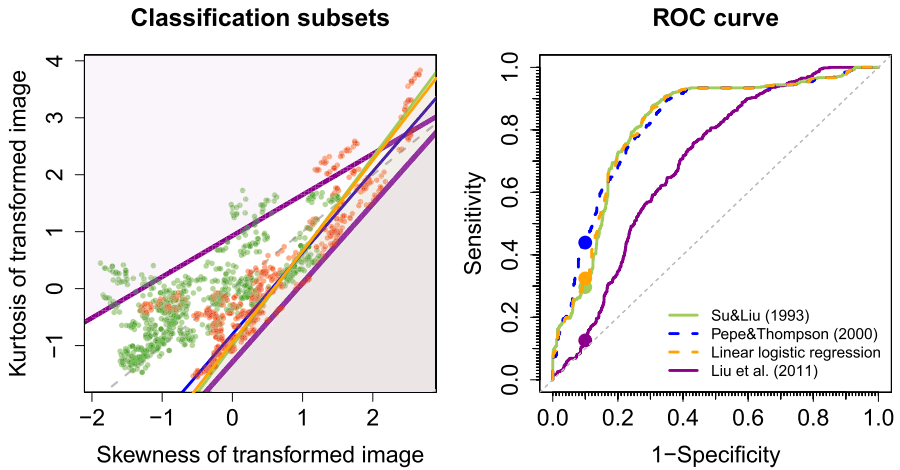 Classification subsets
Kurtosis of transformed image
4
3
2
1
0
−1
−2 −1 0 1 2
Skewness of transformed image
ROC curve
Sensitivity
1.0
0.8
0.6
0.4
0.2
0.0
Su&Liu (1993)
Pepe&Thompson (2000)
Linear logistic regression
Liu et al. (2011)
0.0 0.2 0.4 0.6 0.8 1.0
1−Specificity